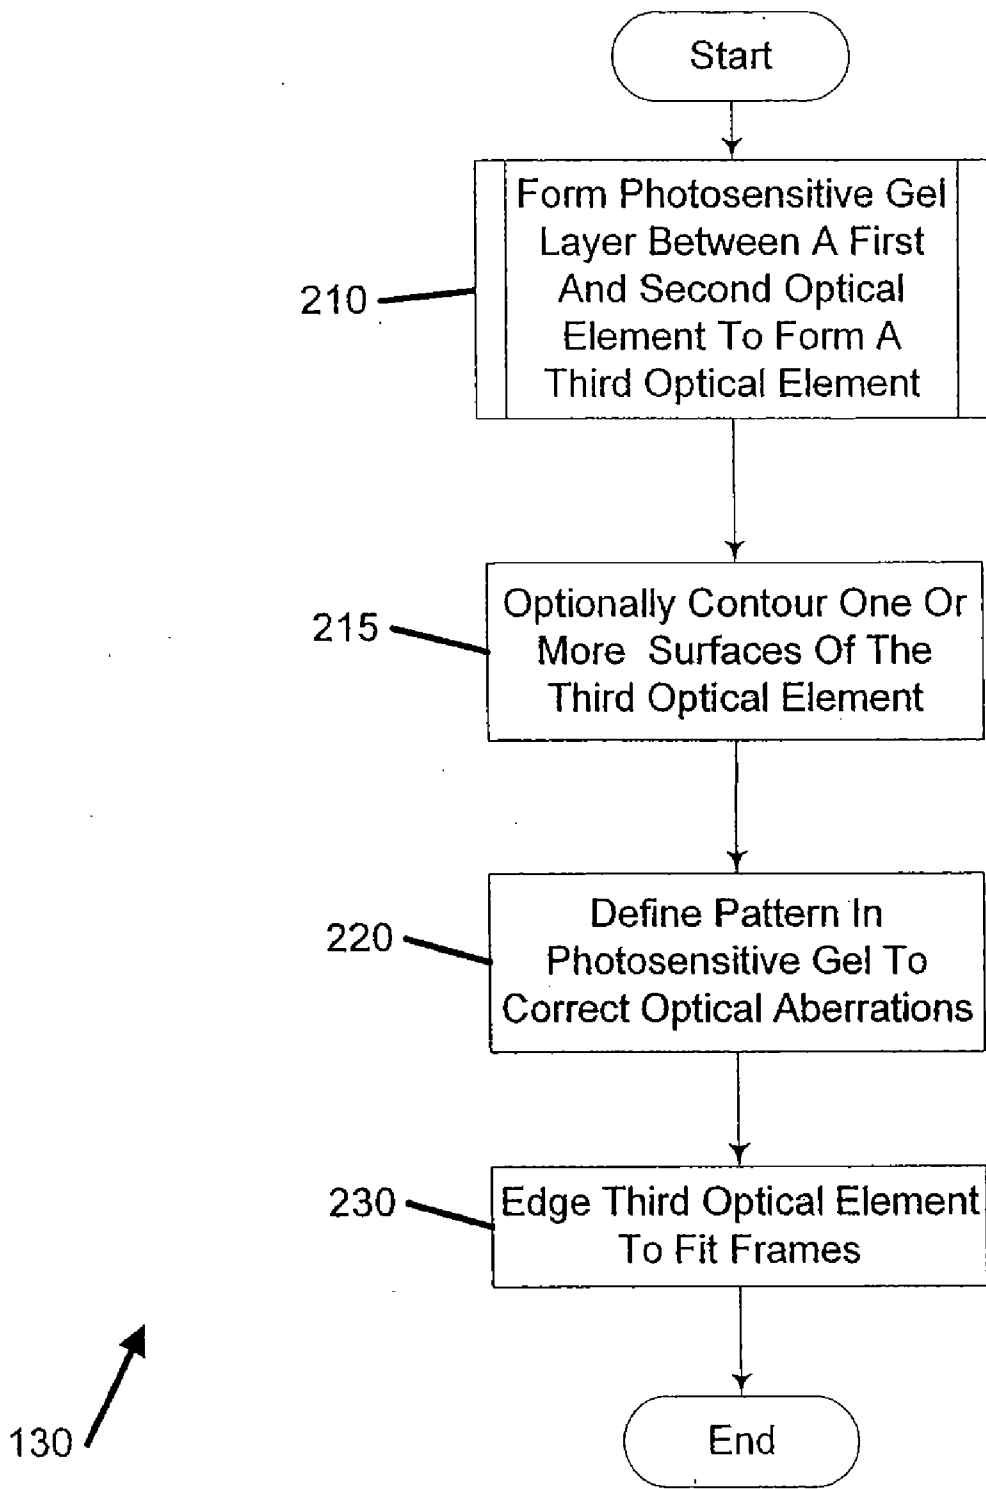 Start
Form Photosensitive Gel
Layer Between A First
And Second Optical
Element To Form A
Third Optical Element
210
Optionally Contour One Or
More Surfaces Of The
Third Optical Element
215
Define Pattern In
Photosensitive Gel To
Correct Optical Aberrations
220
Edge Third Optical Element
To Fit Frames
230
End
130